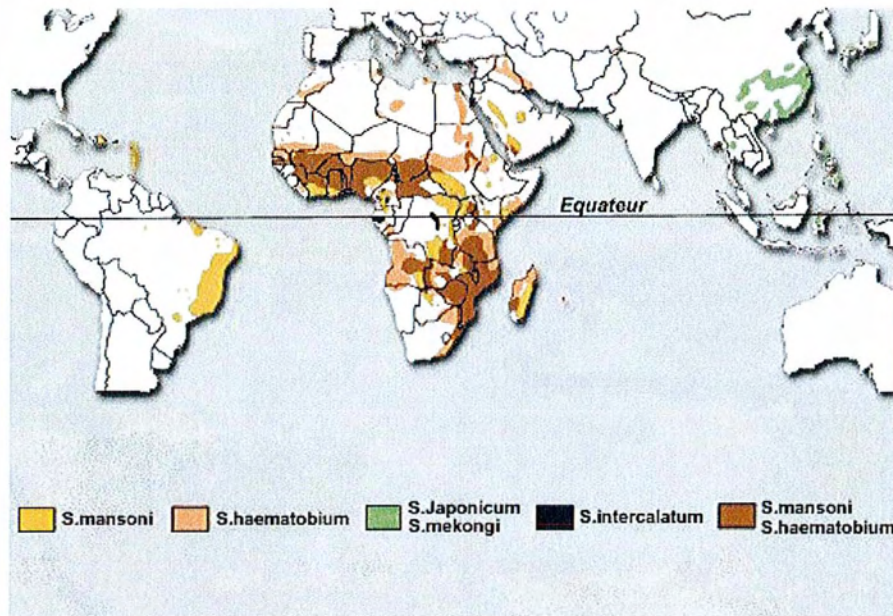 Equateur
S.mansoni
S.haematobium
S.Japonicum
S.mekongi
S.intercalatum
S.mansoni
S.haematobium